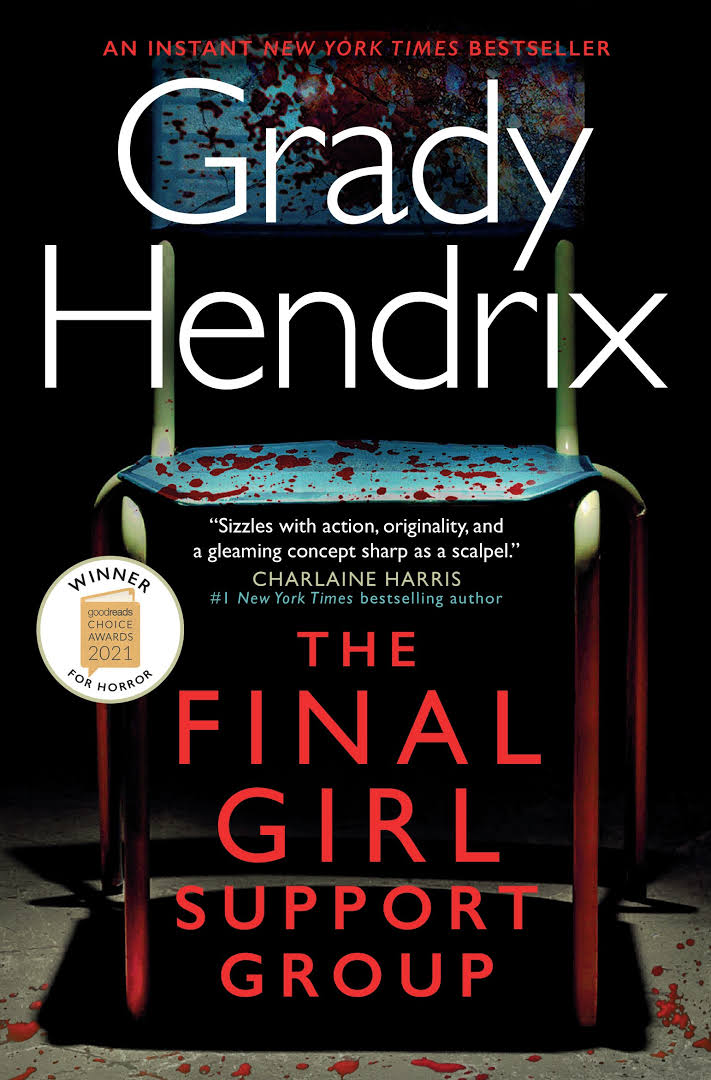 AN INSTANT NEW YORK TIMES BESTSELLER
Grady
Hendrix
“Sizzles with action, originality, and
a gleaming concept sharp as a scalpel.”
CHARLAINE HARRIS
#1 New York Times bestselling author
WINNER
goodreads
CHOICE
AWARDS
2021
FOR HORROR
THE
FINAL
GIRL
SUPPORT
GROUP